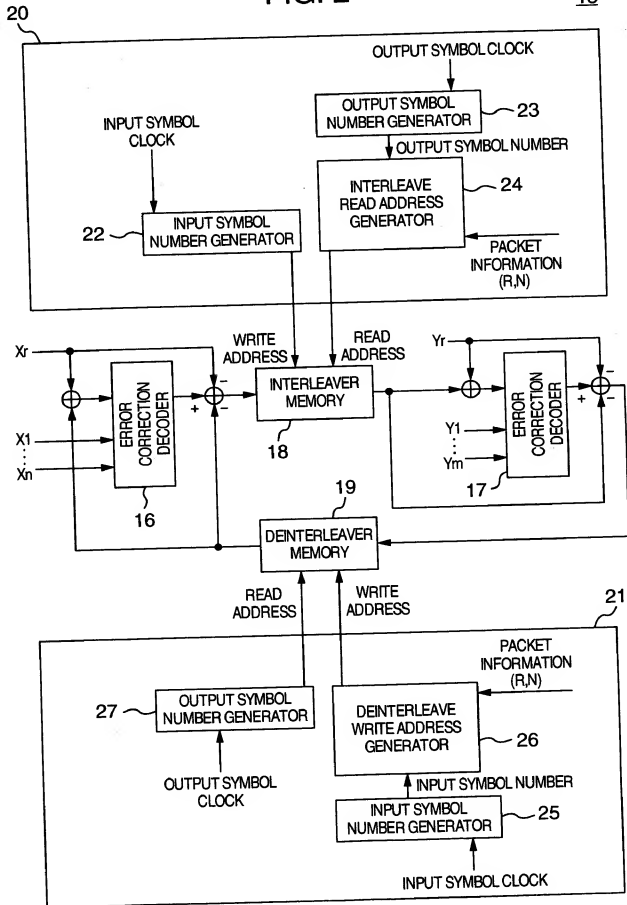 20
OUTPUT SYMBOL CLOCK
OUTPUT SYMBOL
NUMBER GENERATOR
23
INPUT SYMBOL
CLOCK
OUTPUT SYMBOL NUMBER
INTERLEAVE
READ ADDRESS
GENERATOR
24
22
INPUT SYMBOL
NUMBER GENERATOR
PACKET
INFORMATION
(R,N)
WRITE
ADDRESS
READ
ADDRESS
Xr
Yr
−
−
ERROR
CORRECTION
DECODER
+
−
INTERLEAVER
MEMORY
18
ERROR
CORRECTION
DECODER
+
−
X1
Xn
16
Y1
Ym
17
19
DEINTERLEAVER
MEMORY
READ
ADDRESS
WRITE
ADDRESS
21
PACKET
INFORMATION
(R,N)
27
OUTPUT SYMBOL
NUMBER GENERATOR
DEINTERLEAVE
WRITE ADDRESS
GENERATOR
26
OUTPUT SYMBOL
CLOCK
INPUT SYMBOL NUMBER
INPUT SYMBOL
NUMBER GENERATOR
25
INPUT SYMBOL CLOCK